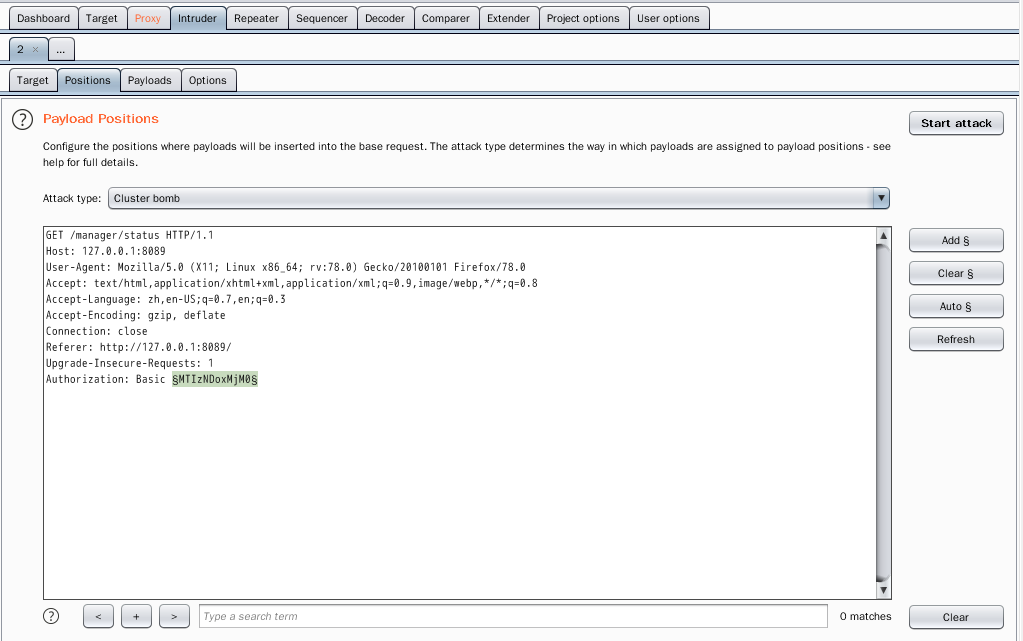 Dashboard Target Proxy Intruder Repeater Sequencer Decoder Comparer Extender Project options User options
2 × ...
Target Positions Payloads Options
? Payload Positions Start attack
Configure the positions where payloads will be inserted into the base request. The attack type determines the way in which payloads are assigned to payload positions - see
help for full details.
Attack type: Cluster bomb
GET /manager/status HTTP/1.1
Host: 127.0.0.1:8089
User-Agent: Mozilla/5.0 (X11; Linux x86_64; rv:78.0) Gecko/20100101 Firefox/78.0
Accept: text/html,application/xhtml+xml,application/xml;q=0.9,image/webp,*/*;q=0.8
Accept-Language: zh,en-US;q=0.7,en;q=0.3
Accept-Encoding: gzip, deflate
Connection: close
Referer: http://127.0.0.1:8089/
Upgrade-Insecure-Requests: 1
Authorization: Basic §MTIzNDoxMjM0§
Add §
Clear §
Auto §
Refresh
? < + > Type a search term 0 matches Clear